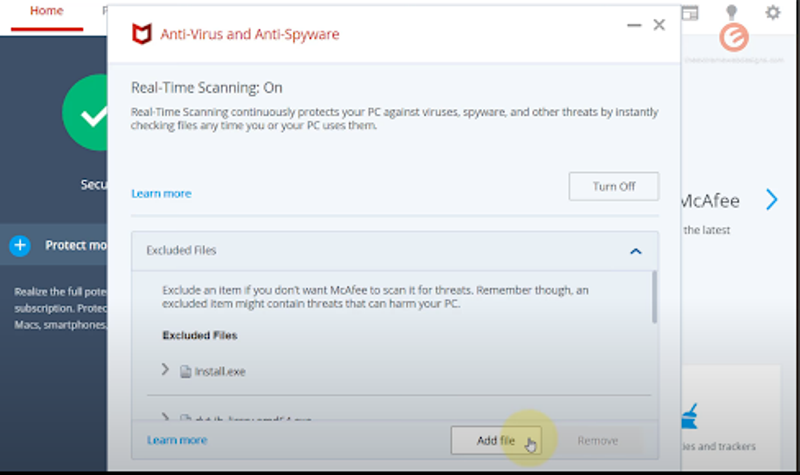 Home
Anti-Virus and Anti-Spyware
Real-Time Scanning: On
Real-Time Scanning continuously protects your PC against viruses, spyware, and other threats by instantly
checking files any time you or your PC uses them.
Learn more
Turn Off
Secu
McAfee
the latest
Protect mo
Excluded Files
Realize the full pote
subscription. Protec
Macs, smartphones,
Exclude an item if you don't want McAfee to scan it for threats. Remember though, an
excluded item might contain threats that can harm your PC.
Excluded Files
Install.exe
Learn more
Add file
Remove
ies and trackers